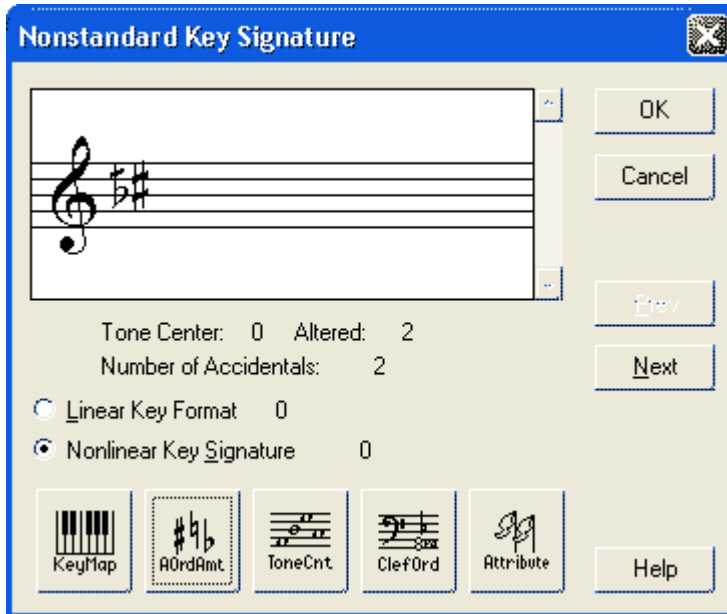 Nonstandard Key Signature
OK
Cancel
Tone Center: 0 Altered: 2
Number of Accidentals: 2
Prev
Next
Linear Key Format 0
Nonlinear Key Signature 0
KeyMap AOrdAmt ToneCnt ClefOrd Attribute
Help